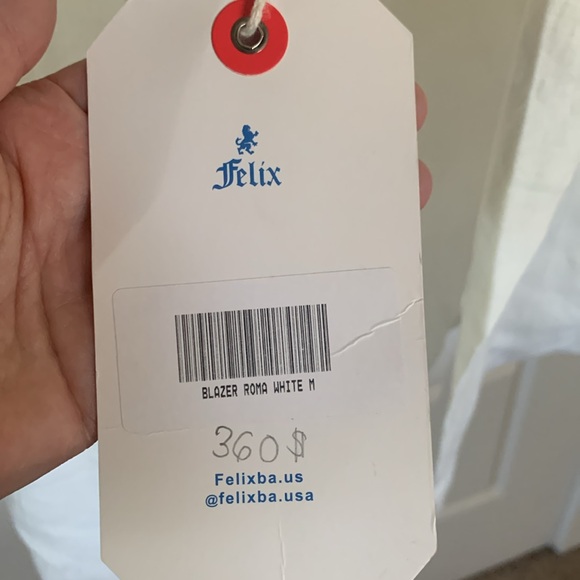 Felix
BLAZER ROMA WHITE M
360$
Felixba.us
@felixba.usa